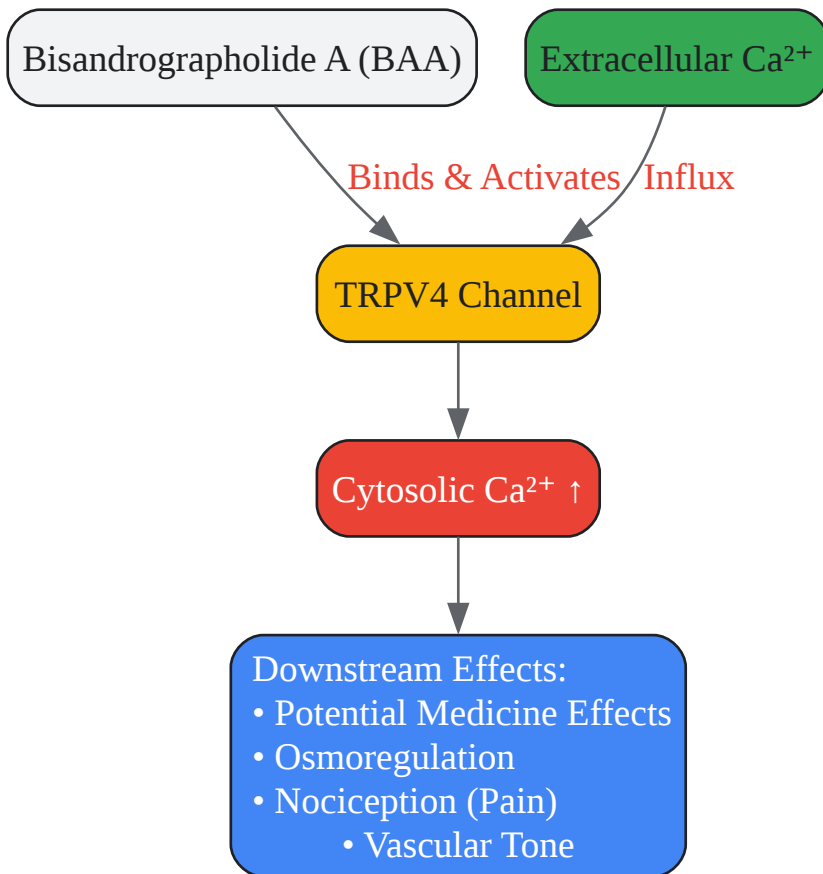 Bisandrographolide A (BAA)
Extracellular Ca²⁺
Binds & Activates
Influx
TRPV4 Channel
Cytosolic Ca²⁺ ↑
Downstream Effects:
• Potential Medicine Effects
• Osmoregulation
• Nociception (Pain)
• Vascular Tone